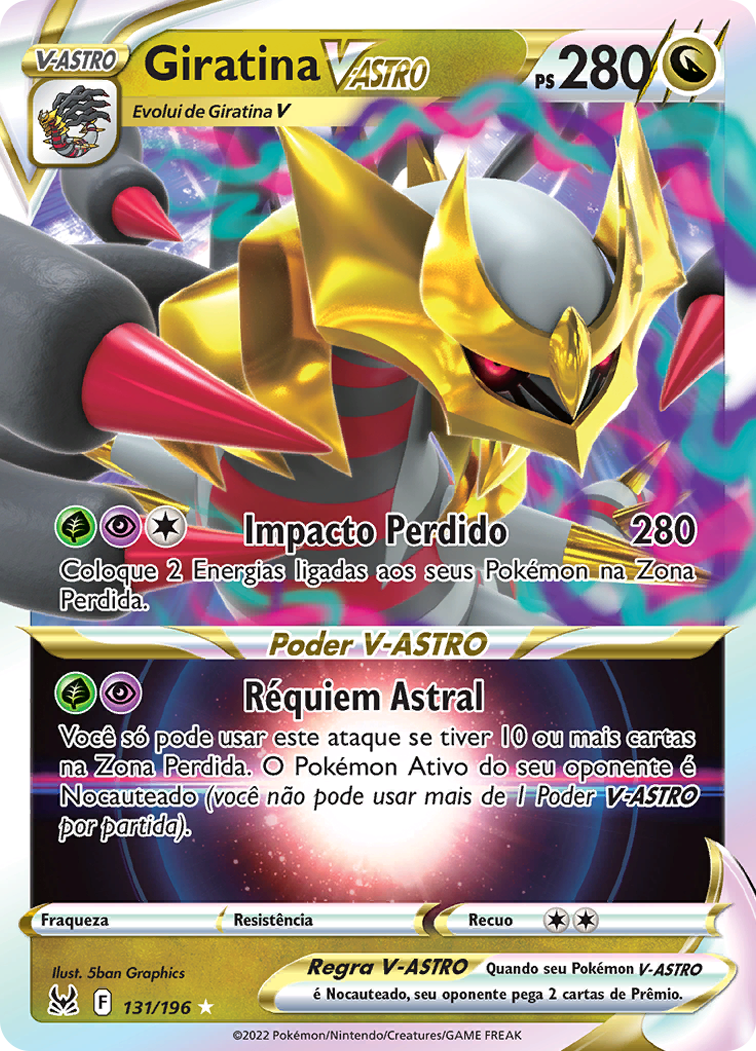 V-ASTRO
Giratina V-ASTRO
PS 280
Evolui de Giratina V
Impacto Perdido 280
Coloque 2 Energias ligadas aos seus Pokémon na Zona
Perdida.
Poder V-ASTRO
Réquiem Astral
Você só pode usar este ataque se tiver 10 ou mais cartas
na Zona Perdida. O Pokémon Ativo do seu oponente é
Nocauteado (você não pode usar mais de 1 Poder V-ASTRO
por partida).
Fraqueza Resistência Recuo
Ilust. 5ban Graphics
Regra V-ASTRO Quando seu Pokémon V-ASTRO
é Nocauteado, seu oponente pega 2 cartas de Prêmio.
F 131/196
©2022 Pokémon/Nintendo/Creatures/GAME FREAK